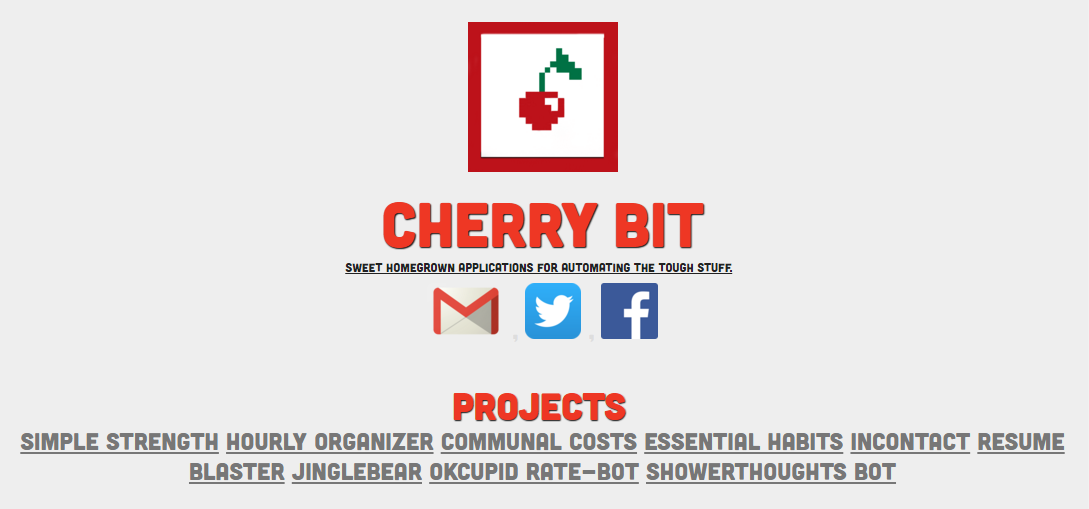 CHERRY BIT
SWEET HOMEGROWN APPLICATIONS FOR AUTOMATING THE TOUGH STUFF.
, ,
PROJECTS
SIMPLE STRENGTH HOURLY ORGANIZER COMMUNAL COSTS ESSENTIAL HABITS INCONTACT RESUME
BLASTER JINGLEBEAR OKCUPID RATE-BOT SHOWERTHOUGHTS BOT